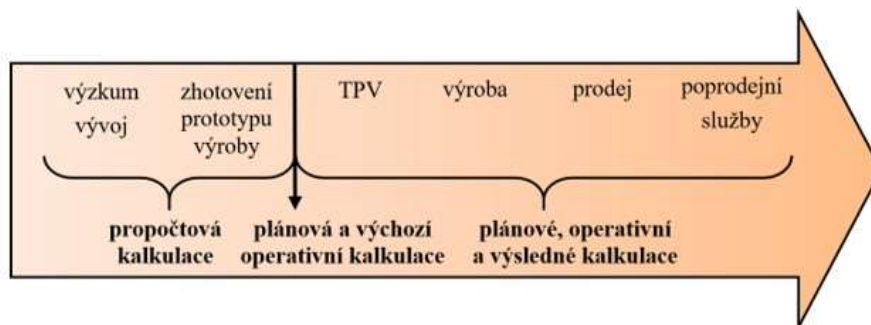 výzkum
vývoj
zhotovení
prototypu
výroby
TPV
výroba
prodej
poprodejní
služby
propočtová
kalkulace
plánová a výchozí
operativní kalkulace
plánové, operativní
a výsledné kalkulace